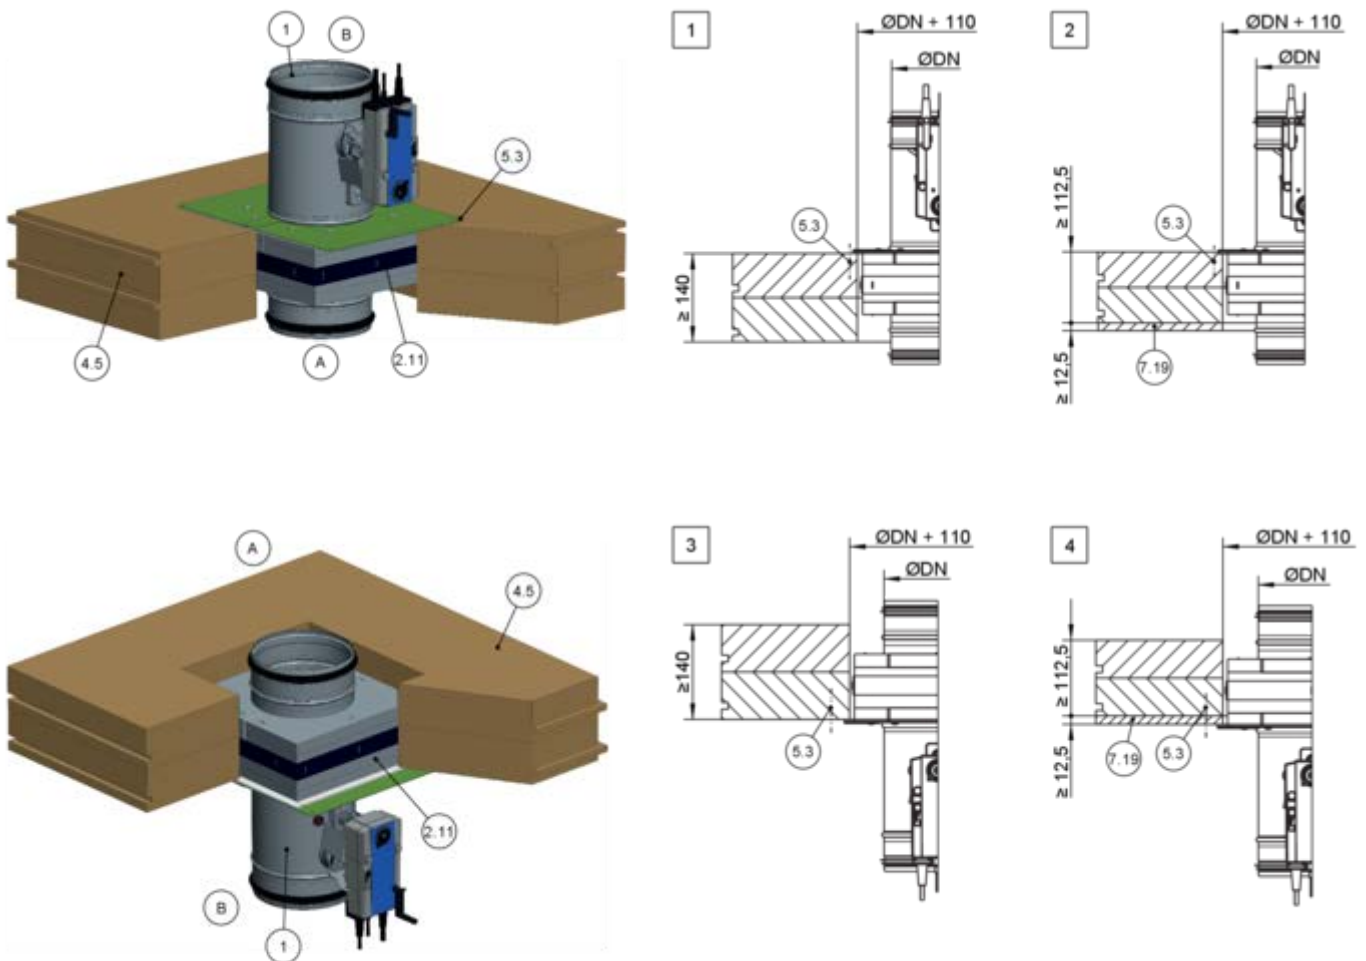 1
B
5.3
4.5
A
2.11
1
ØDN + 110
ØDN
5.3
≥ 140
2
ØDN + 110
ØDN
≥ 112,5
5.3
≥ 12,5
7.19
A
4.5
2.11
B
1
3
ØDN + 110
ØDN
≥140
5.3
4
ØDN + 110
ØDN
≥ 112,5
≥ 12,5
7.19
5.3